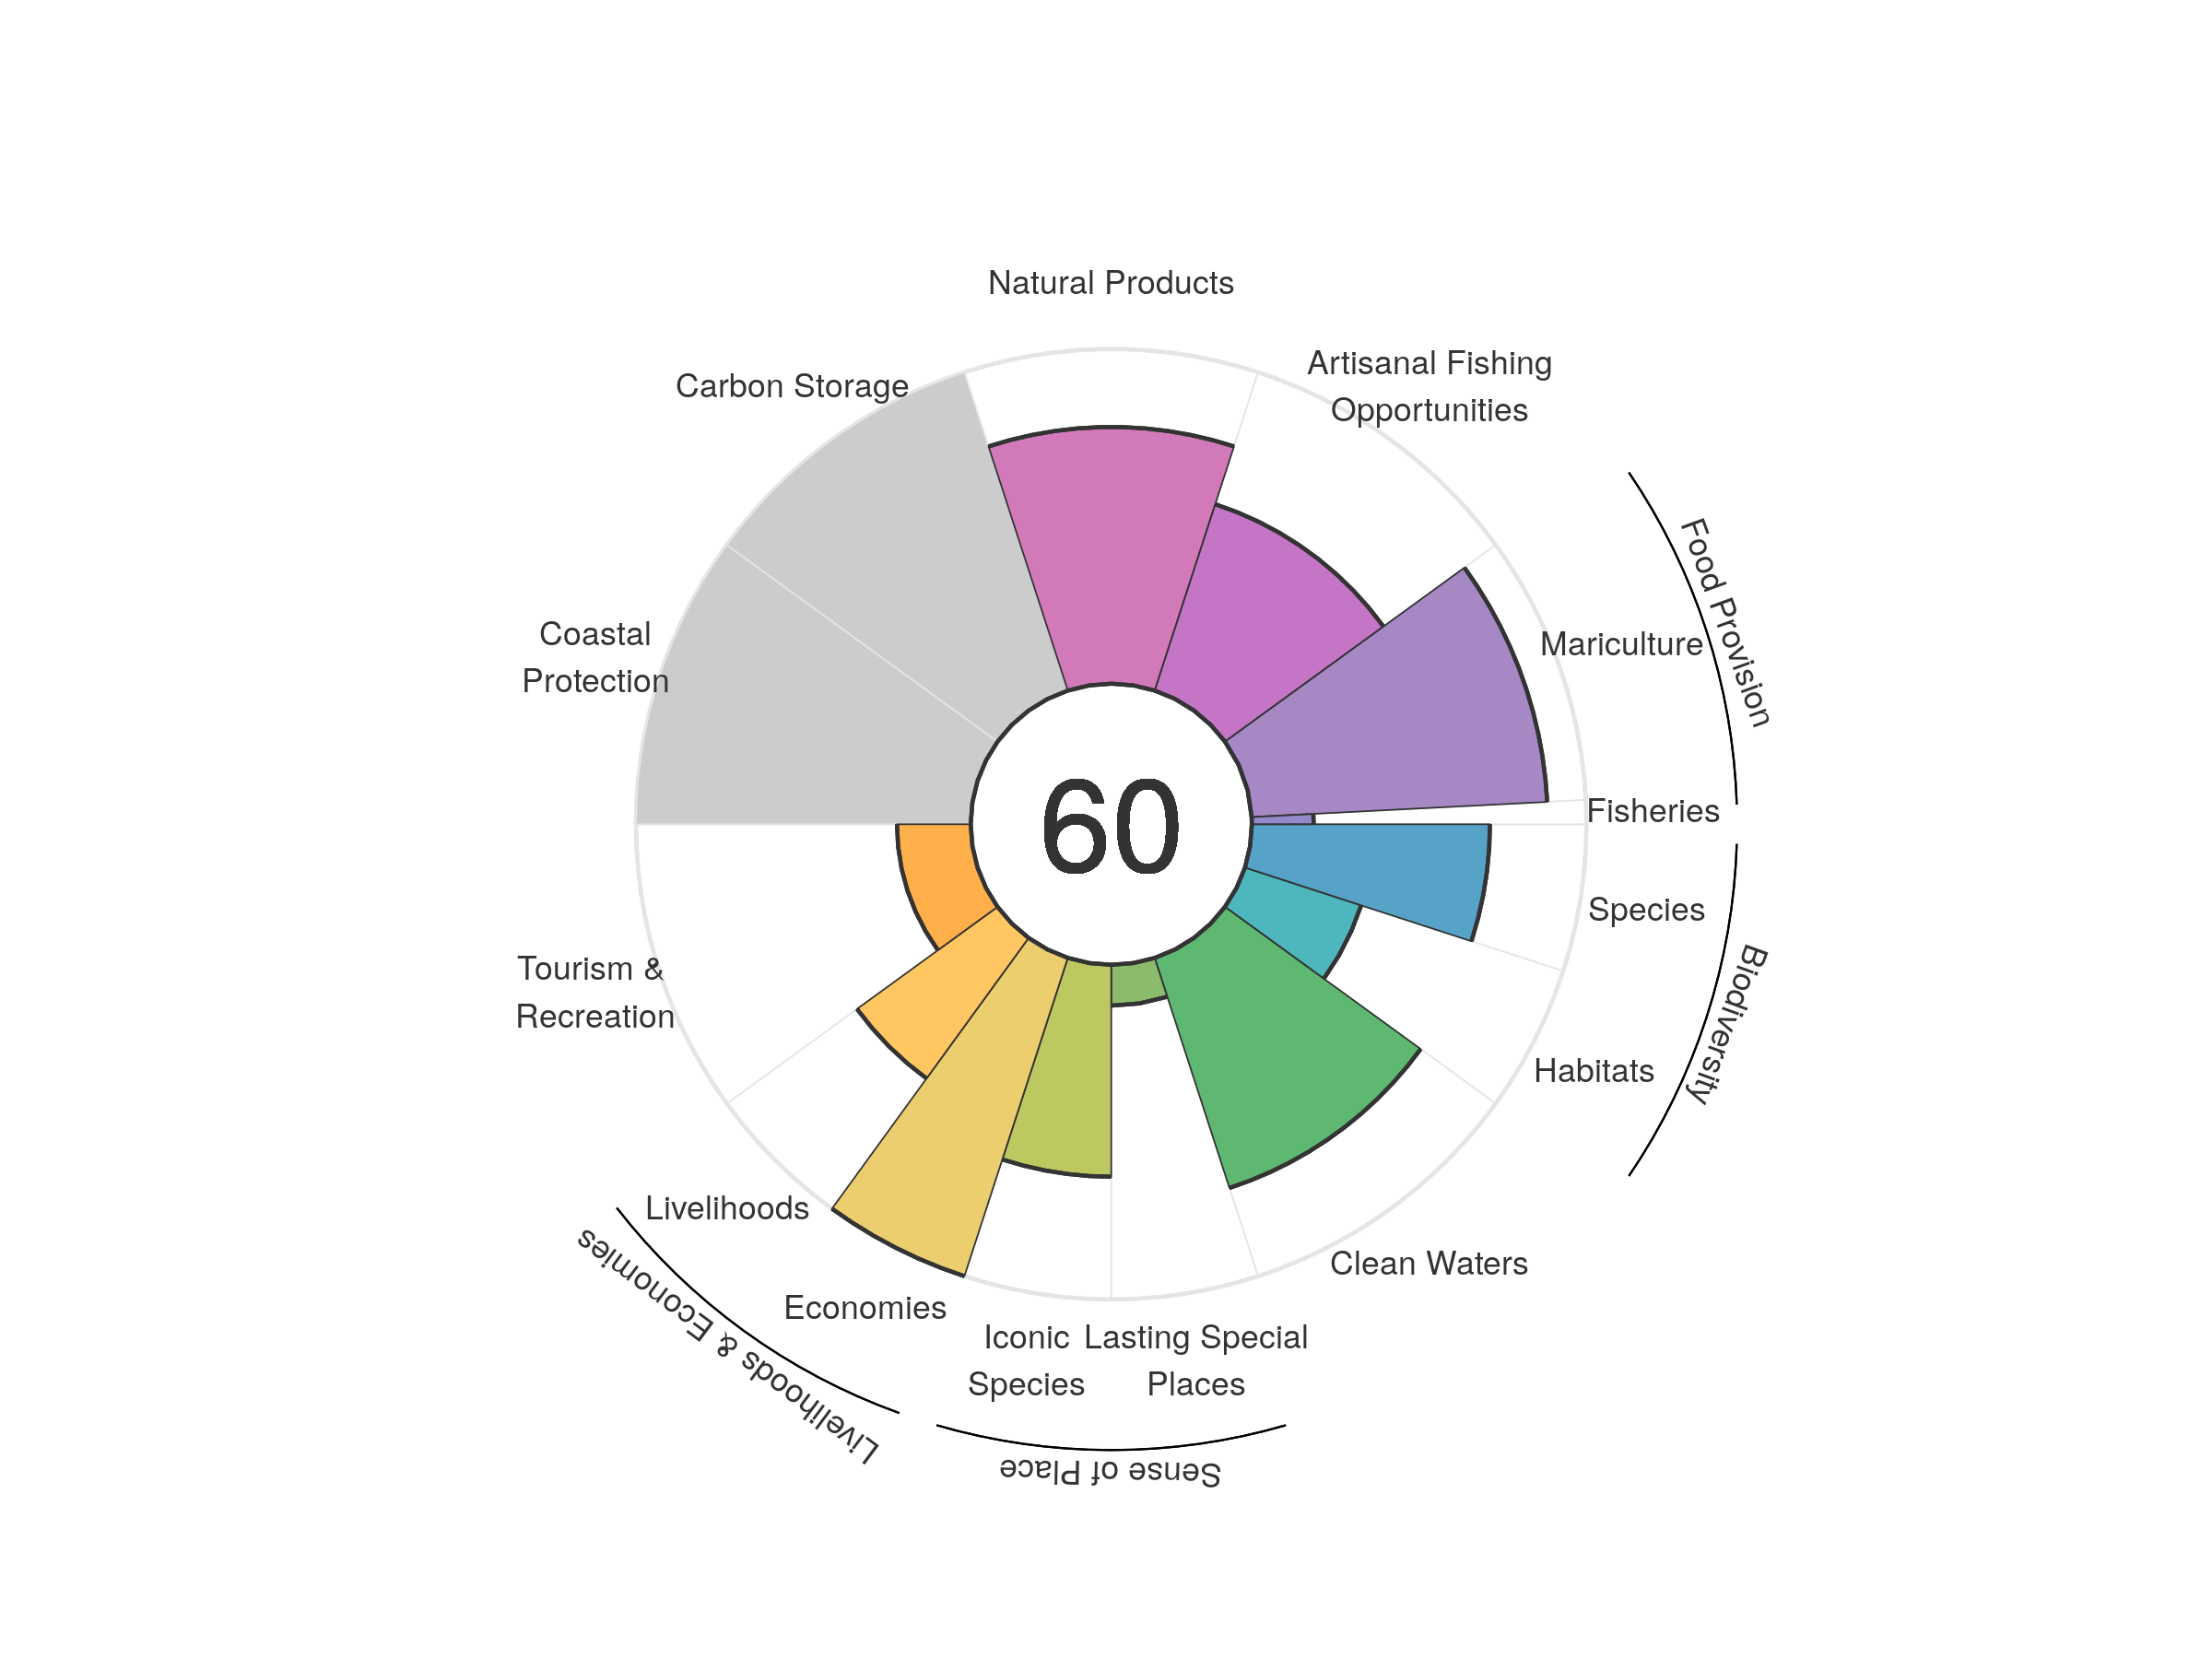 Natural Products
Artisanal Fishing
Opportunities
Carbon Storage
Food Provision
Coastal
Protection
Mariculture
60
Fisheries
Species
Biodiversity
Tourism &
Recreation
Habitats
Livelihoods
Clean Waters
Livelihoods & Economies
Economies
Iconic
Species
Lasting Special
Places
Sense of Place